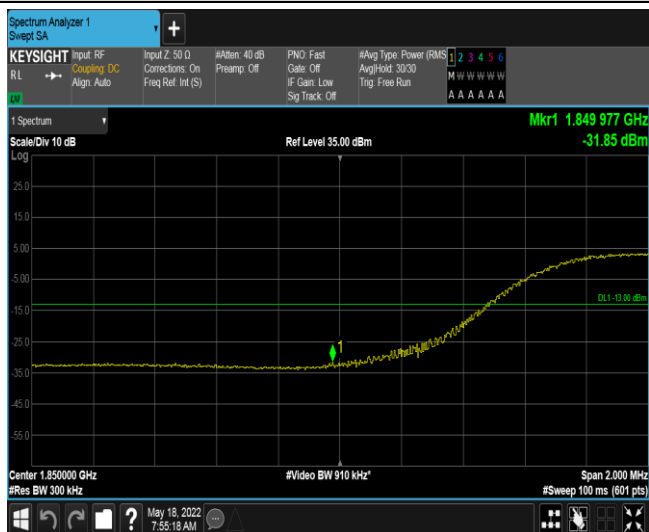 Spectrum Analyzer 1
Swept SA
+
KEYSIGHT
RL
LXI
Input: RF
Coupling: DC
Align: Auto
Input Z: 50 Ω
Corrections: On
Freq Ref: Int (S)
#Atten: 40 dB
Preamp: Off
PNO: Fast
Gate: Off
IF Gain: Low
Sig Track: Off
#Avg Type: Power (RMS
Avg|Hold: 30/30
Trig: Free Run
1 2 3 4 5 6
M W W W W W
A A A A A A
1 Spectrum
Scale/Div 10 dB
Ref Level 35.00 dBm
Mkr1 1.849 977 GHz
-31.85 dBm
Log
25.0
15.0
5.00
-5.00
-15.0
-25.0
-35.0
-45.0
-55.0
1
DL1 -13.00 dBm
Center 1.850000 GHz
#Video BW 910 kHz*
Span 2.000 MHz
#Res BW 300 kHz
#Sweep 100 ms (601 pts)
?
May 18, 2022
7:55:18 AM